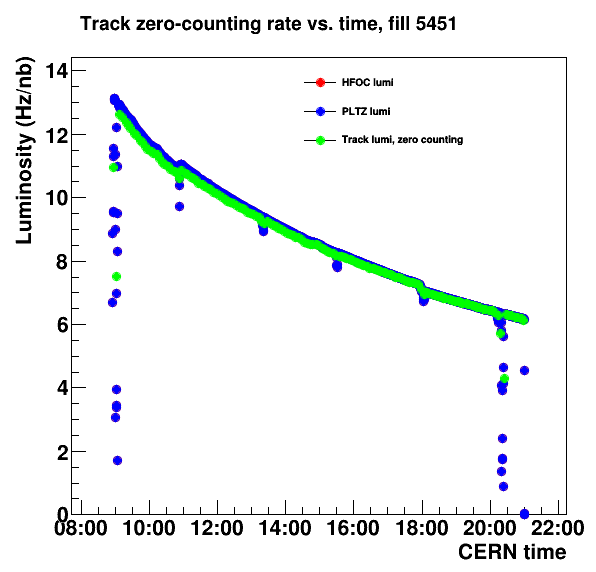 Track zero-counting rate vs. time, fill 5451
Luminosity (Hz/nb)
14
12
10
8
6
4
2
0
HFOC lumi
PLTZ lumi
Track lumi, zero counting
08:00 10:00 12:00 14:00 16:00 18:00 20:00 22:00
CERN time